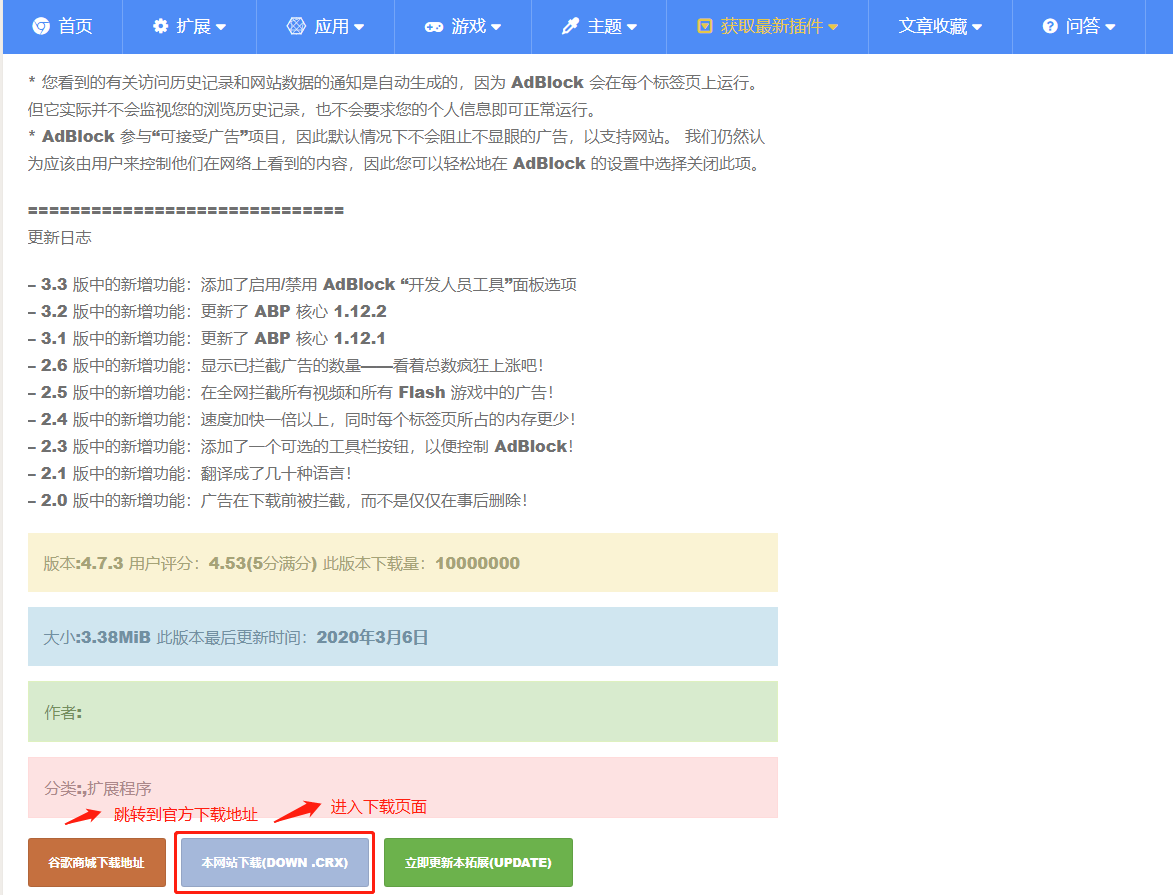 首页 扩展 应用 游戏 主题 获取最新插件 文章收藏 问答
* 您看到的有关访问历史记录和网站数据的通知是自动生成的，因为 AdBlock 会在每个标签页上运行。
但它实际并不会监视您的浏览历史记录，也不会要求您的个人信息即可正常运行。
* AdBlock 参与“可接受广告”项目，因此默认情况下不会阻止不显眼的广告，以支持网站。 我们仍然认
为应该由用户来控制他们在网络上看到的内容，因此您可以轻松地在 AdBlock 的设置中选择关闭此项。
==============================
更新日志
– 3.3 版中的新增功能：添加了启用/禁用 AdBlock “开发人员工具”面板选项
– 3.2 版中的新增功能：更新了 ABP 核心 1.12.2
– 3.1 版中的新增功能：更新了 ABP 核心 1.12.1
– 2.6 版中的新增功能：显示已拦截广告的数量——看着总数疯狂上涨吧！
– 2.5 版中的新增功能：在全网拦截所有视频和所有 Flash 游戏中的广告！
– 2.4 版中的新增功能：速度加快一倍以上，同时每个标签页所占的内存更少！
– 2.3 版中的新增功能：添加了一个可选的工具栏按钮，以便控制 AdBlock！
– 2.1 版中的新增功能：翻译成了几十种语言！
– 2.0 版中的新增功能：广告在下载前被拦截，而不是仅仅在事后删除！
版本:4.7.3 用户评分：4.53(5分满分) 此版本下载量：10000000
大小:3.38MiB 此版本最后更新时间：2020年3月6日
作者:
分类:,扩展程序
跳转到官方下载地址 进入下载页面
谷歌商城下载地址 本网站下载(DOWN .CRX) 立即更新本拓展(UPDATE)